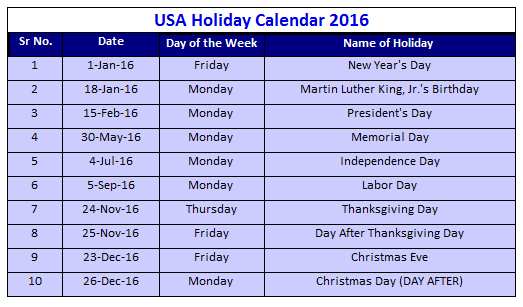 USA Holiday Calendar 2016
Sr No. Date Day of the Week Name of Holiday
1 1-Jan-16 Friday New Year's Day
2 18-Jan-16 Monday Martin Luther King, Jr.'s Birthday
3 15-Feb-16 Monday President's Day
4 30-May-16 Monday Memorial Day
5 4-Jul-16 Monday Independence Day
6 5-Sep-16 Monday Labor Day
7 24-Nov-16 Thursday Thanksgiving Day
8 25-Nov-16 Friday Day After Thanksgiving Day
9 23-Dec-16 Friday Christmas Eve
10 26-Dec-16 Monday Christmas Day (DAY AFTER)